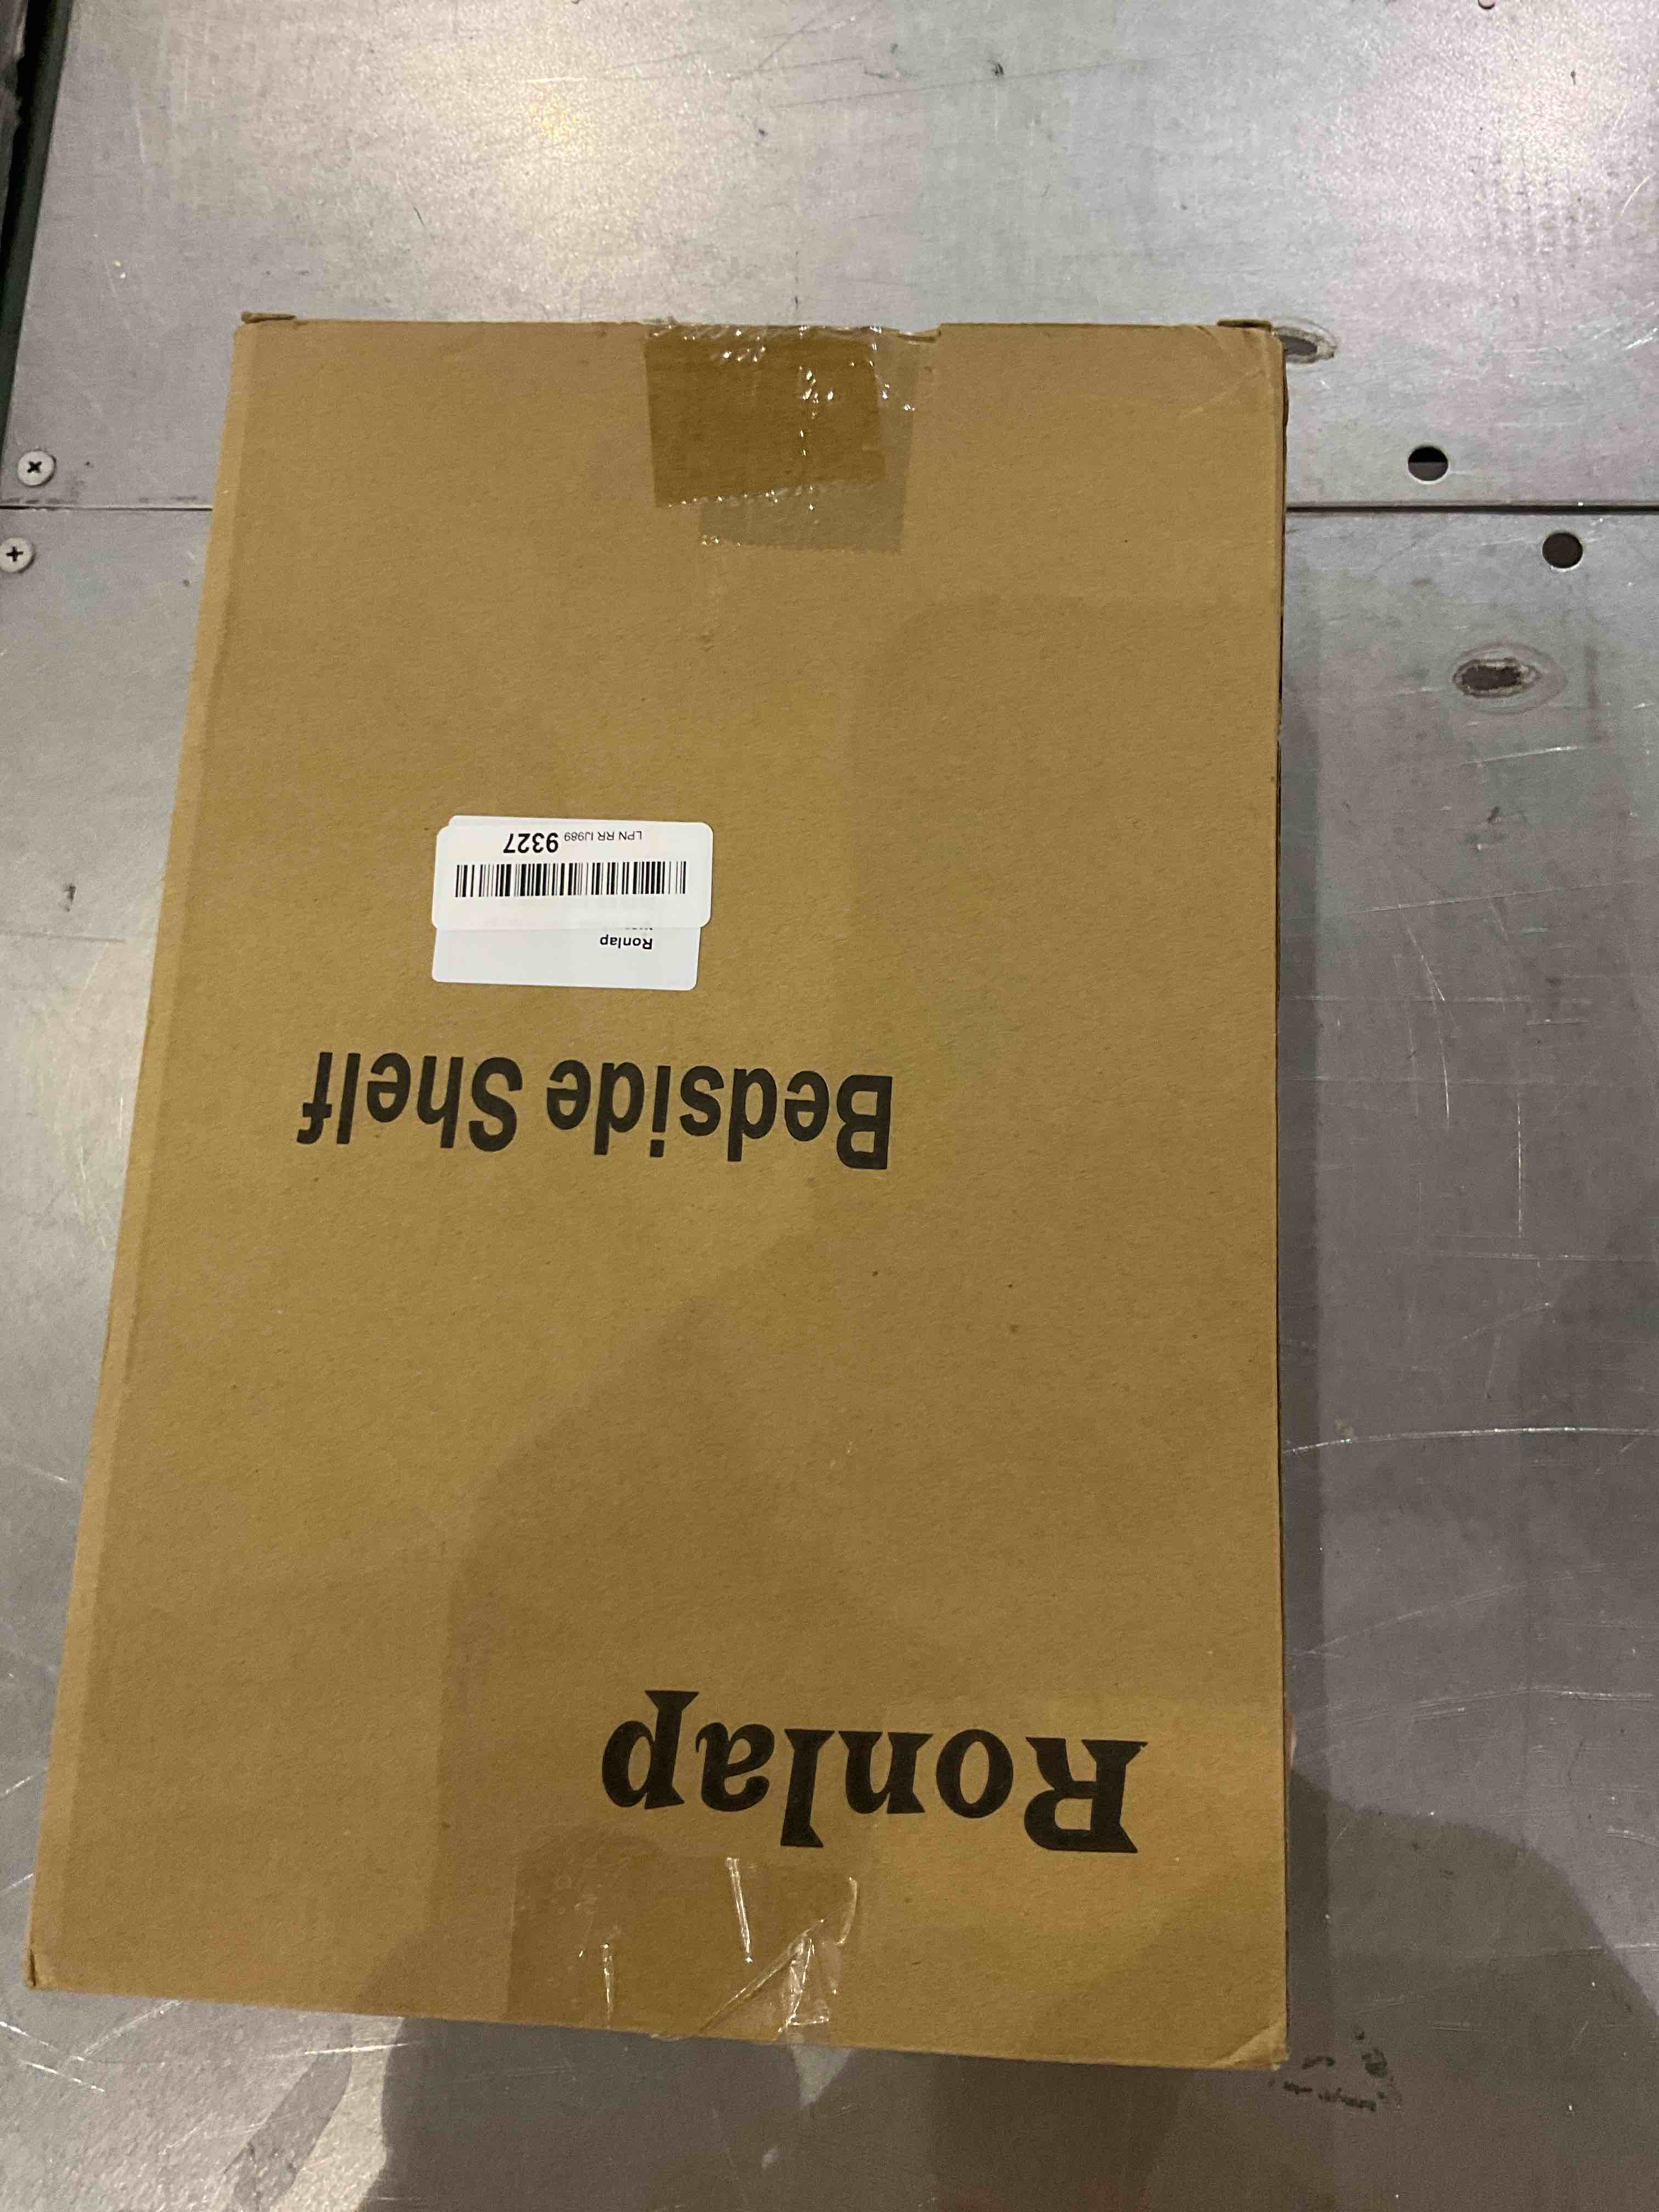 Ronlap
Bedside Shelf
Ronlap
LPN RR IJ989 9327